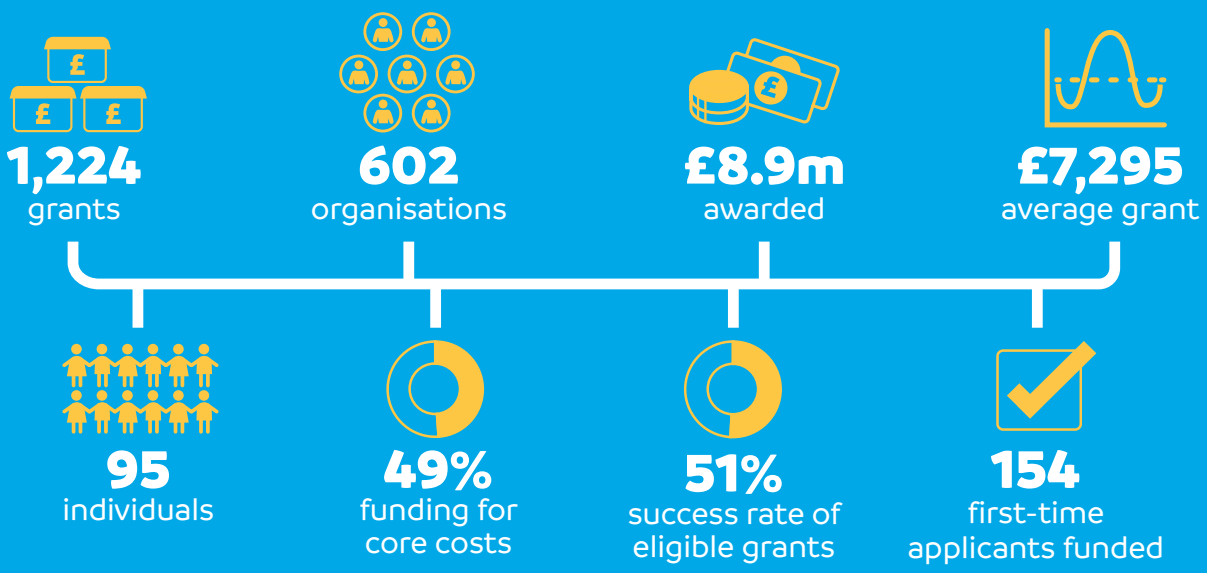 £
£ £
£
1,224
grants
602
organisations
£8.9m
awarded
£7,295
average grant
95
individuals
49%
funding for
core costs
51%
success rate of
eligible grants
154
first-time
applicants funded